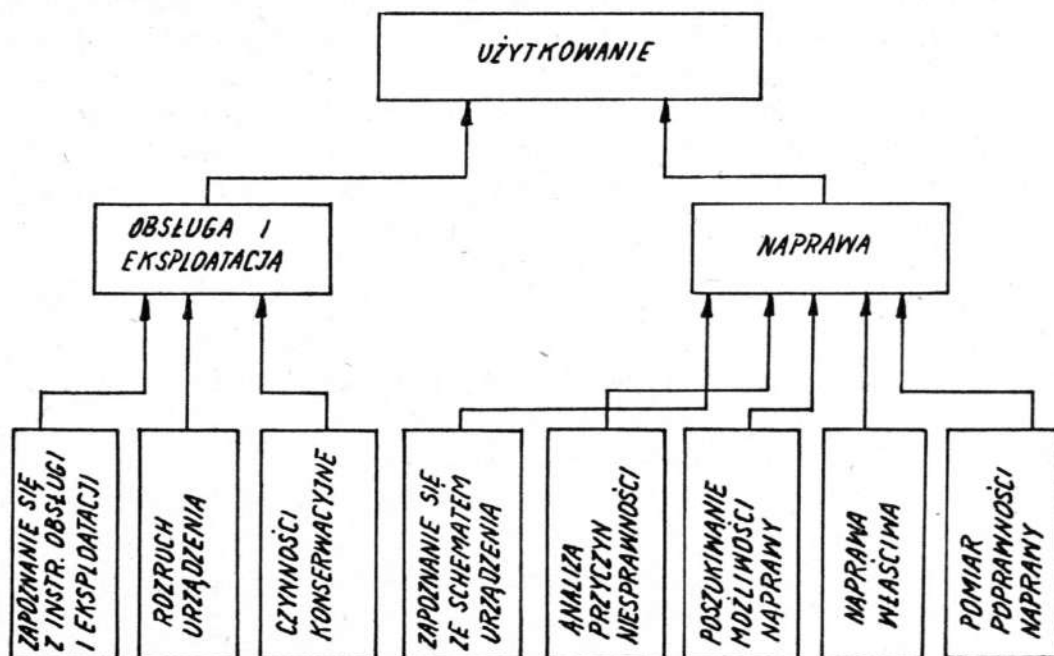 UŻYTKOWANIE
OBSŁUGA I
EKSPLOATACJA
NAPRAWA
ZAPOZNANIE SIĘ
Z INSTR. OBSŁUGI
I EKSPLOATACJI
ROZRUCH
URZĄDZENIA
CZYNNOŚCI
KONSERWACYJNE
ZAPOZNANIE SIĘ
ZE SCHEMATEM
URZĄDZENIA
ANALIZA
PRZYCZYN
NIESPRAWNOŚCI
POSZUKIWANIE
MOŻLIWOŚCI
NAPRAWY
NAPRAWA
WŁAŚCIWA
POMIAR
POPRAWNOŚCI
NAPRAWY